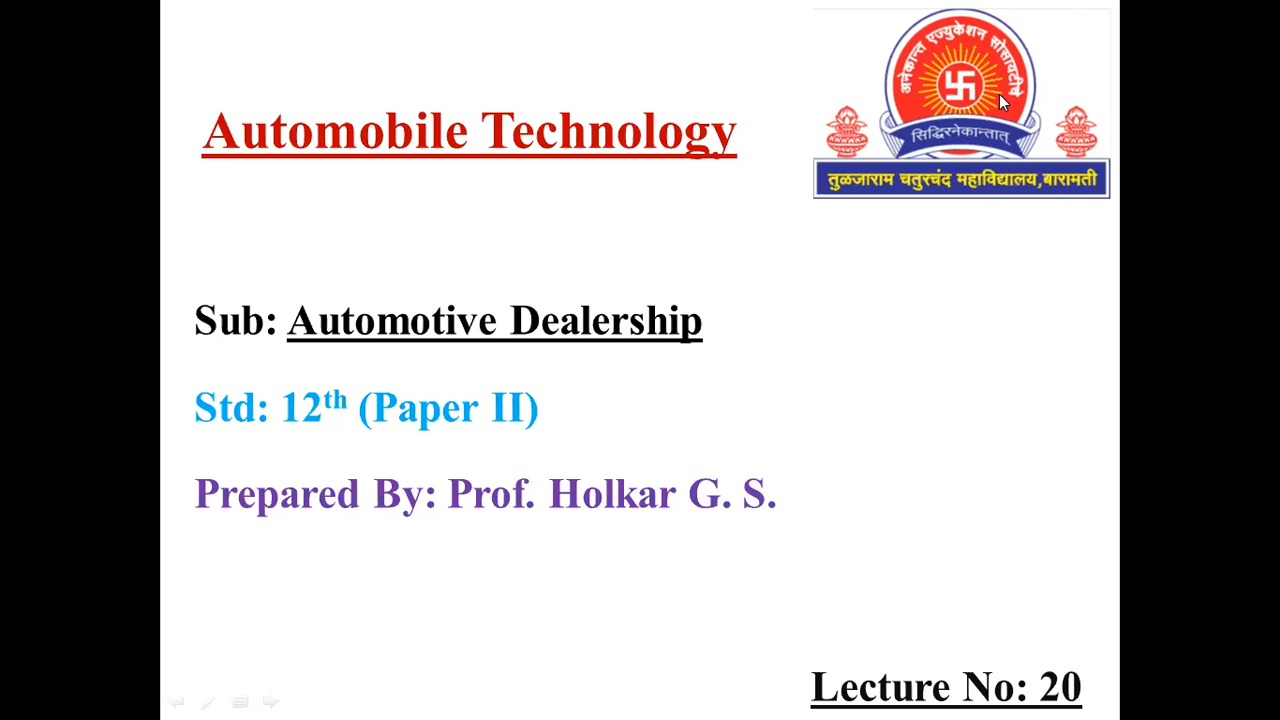 अनेकान्त एज्युकेशन सोसायटीचे
Automobile Technology
सिद्धिरनेकान्तात्
तुळजाराम चतुरचंद महाविद्यालय,बारामती
Sub: Automotive Dealership
Std: 12th (Paper II)
Prepared By: Prof. Holkar G. S.
Lecture No: 20